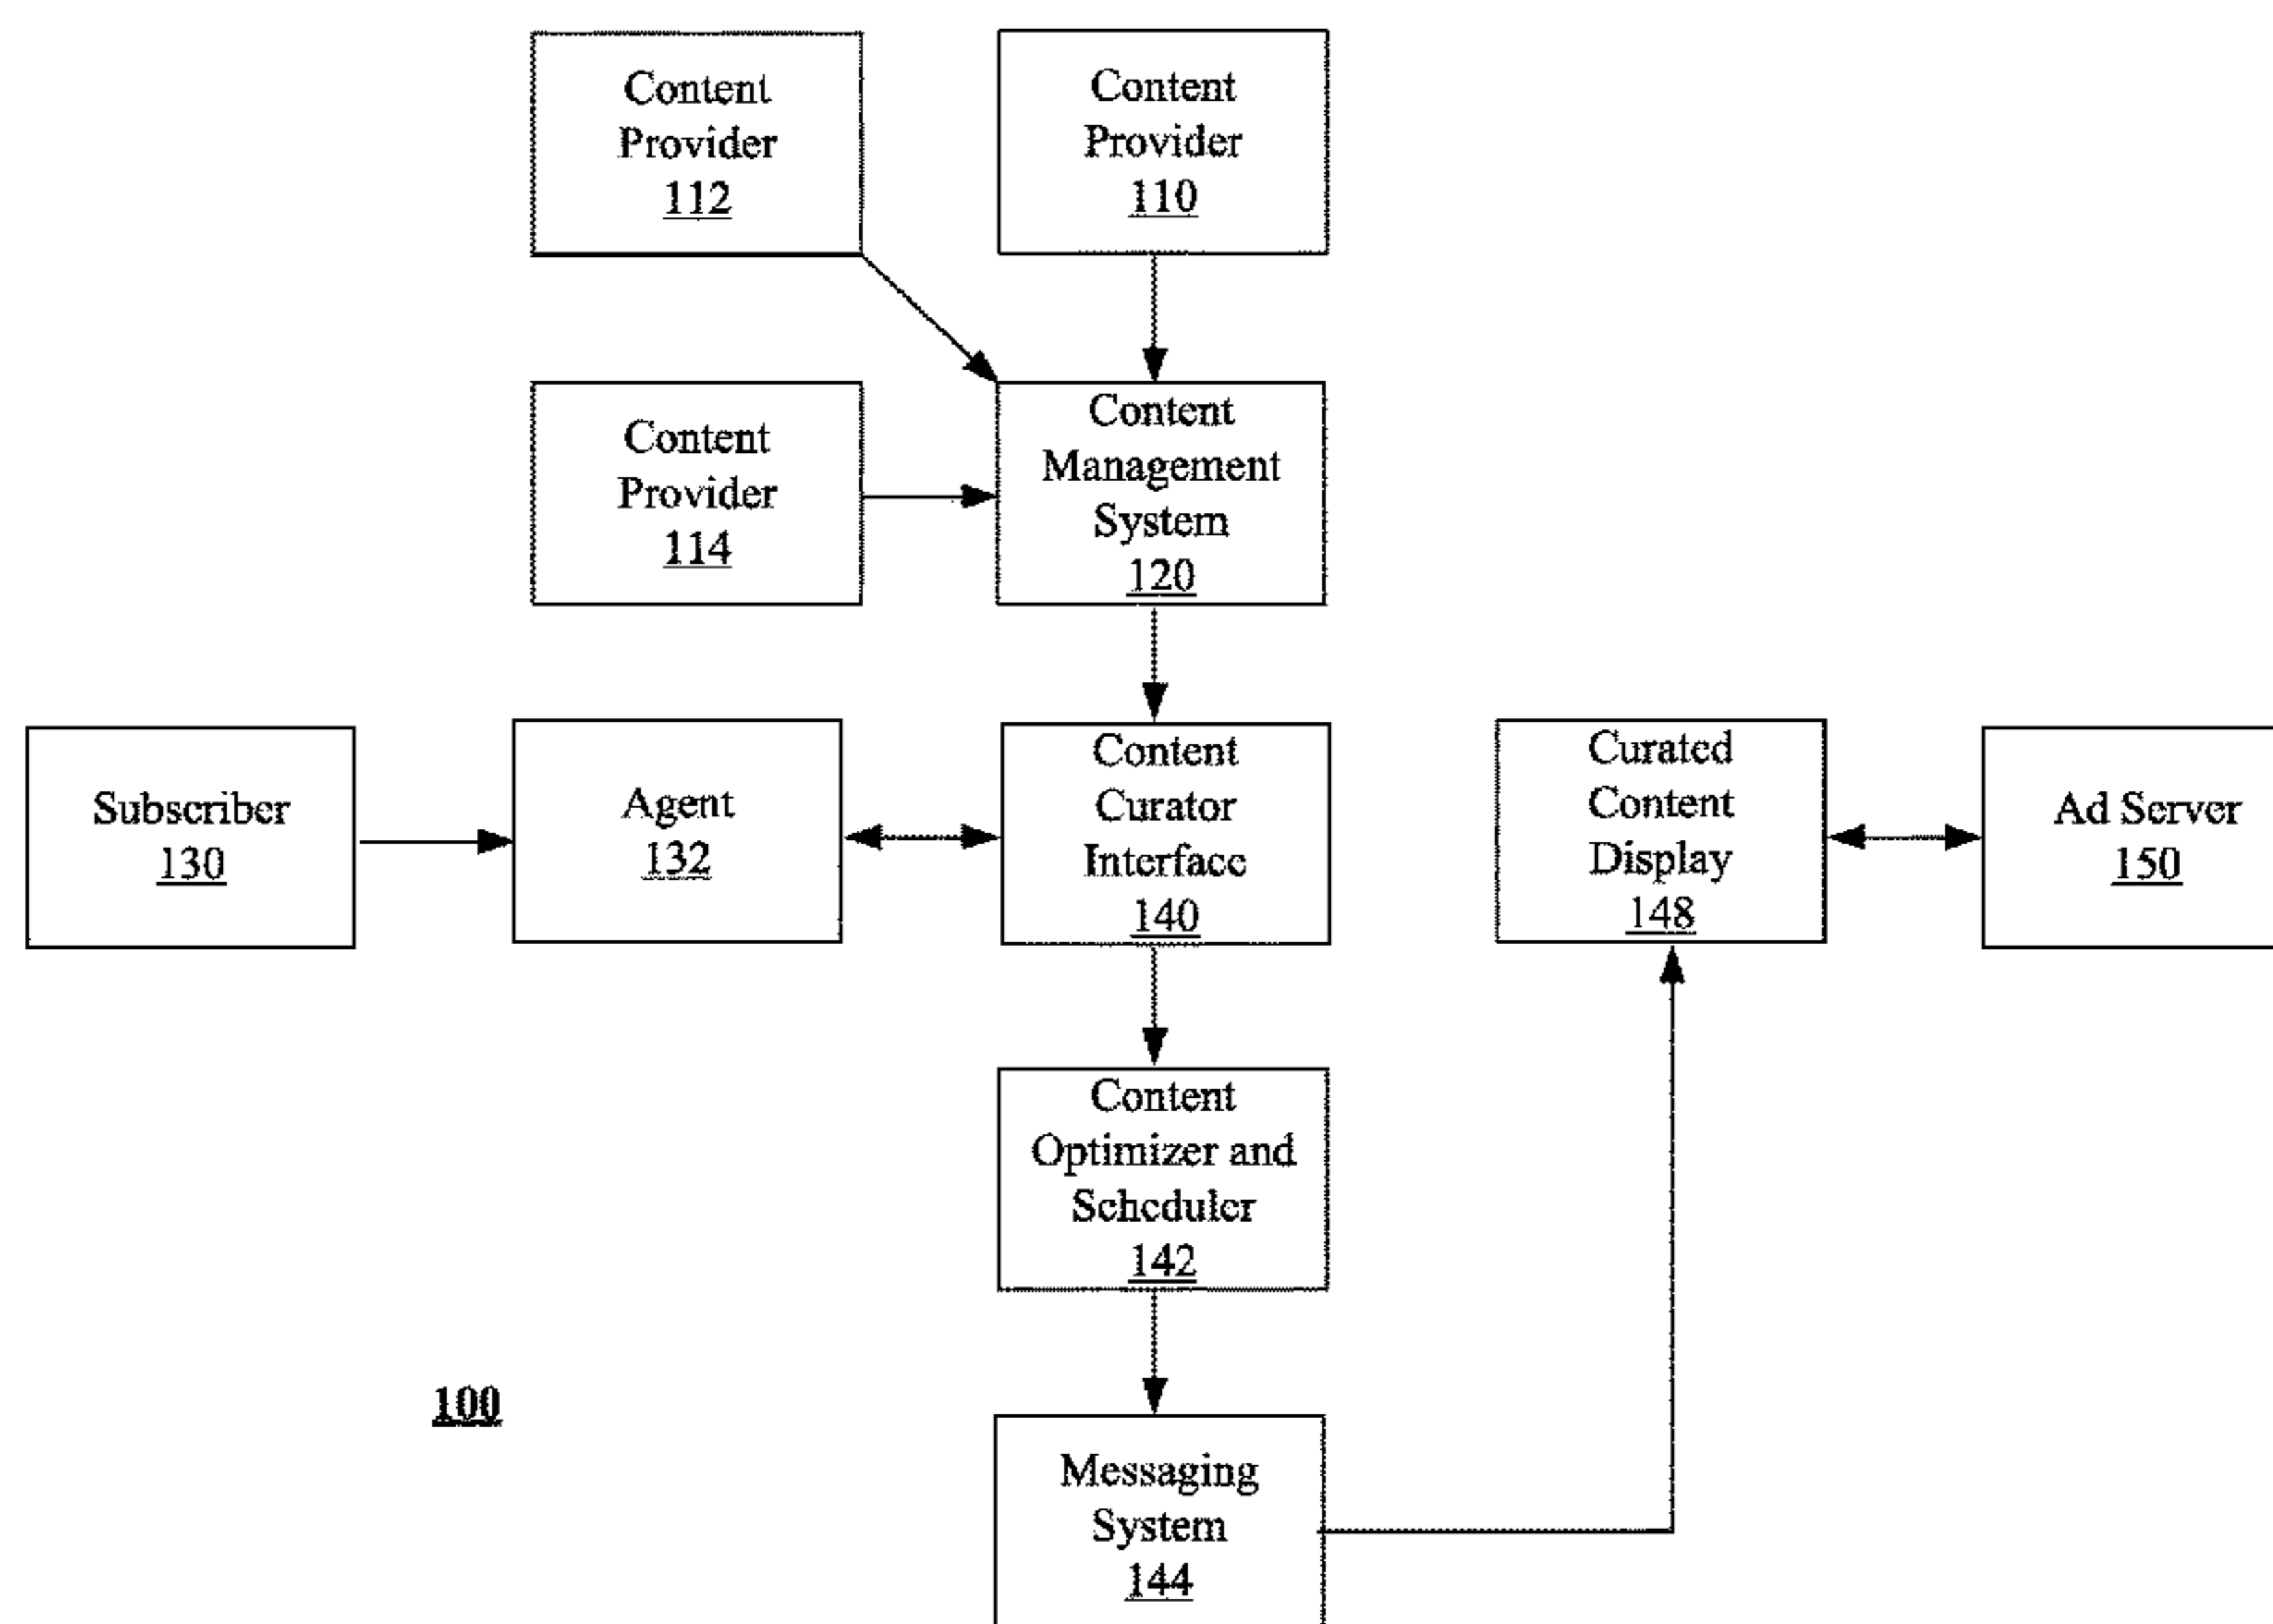 Content
Provider
112
Content
Provider
110
Content
Provider
114
Content
Management
System
120
Subscriber
130
Agent
132
Content
Curator
Interface
140
Curated
Content
Display
148
Ad Server
150
Content
Optimizer and
Scheduler
142
100
Messaging
System
144